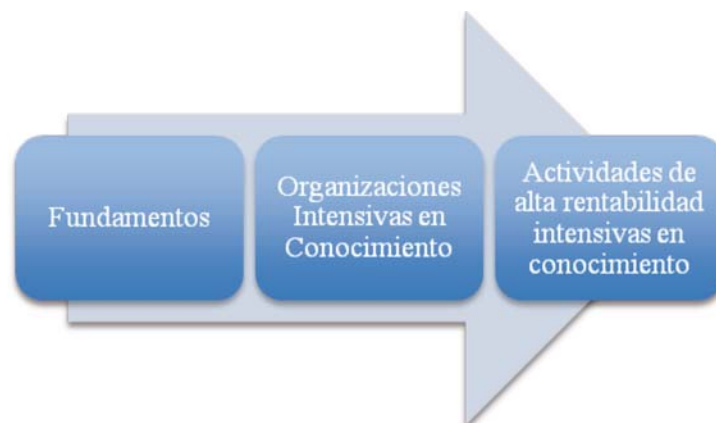 Fundamentos
Organizaciones
Intensivas en
Conocimiento
Actividades de
alta rentabilidad
intensivas en
conocimiento